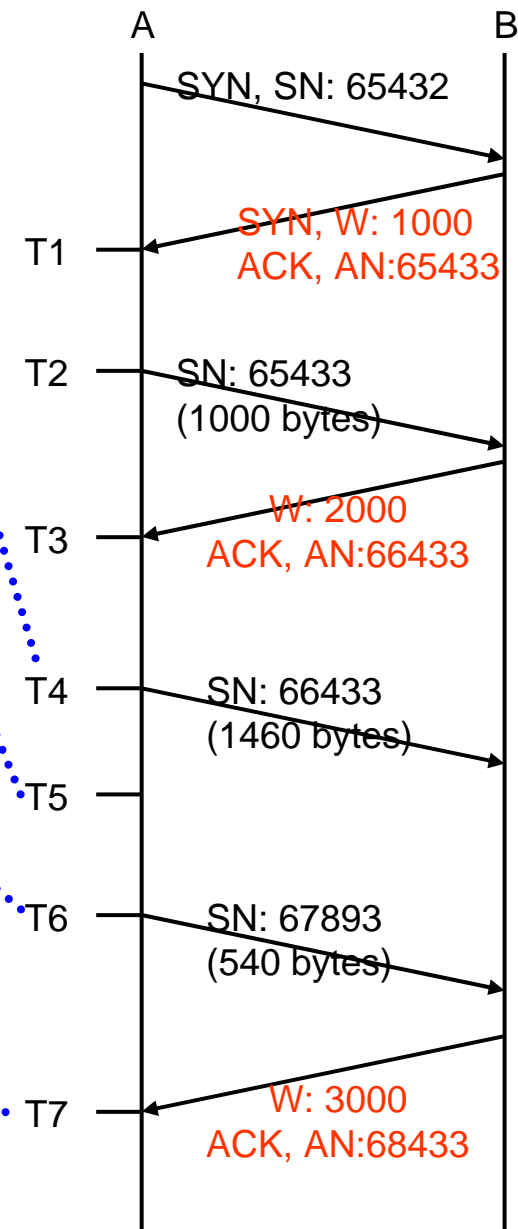 A B
SYN, SN: 65432
SYN, W: 1000
T1
ACK, AN:65433
T2
SN: 65433
(1000 bytes)
W: 2000
T3
ACK, AN:66433
T4
SN: 66433
(1460 bytes)
T5
T6
SN: 67893
(540 bytes)
W: 3000
T7
ACK, AN:68433